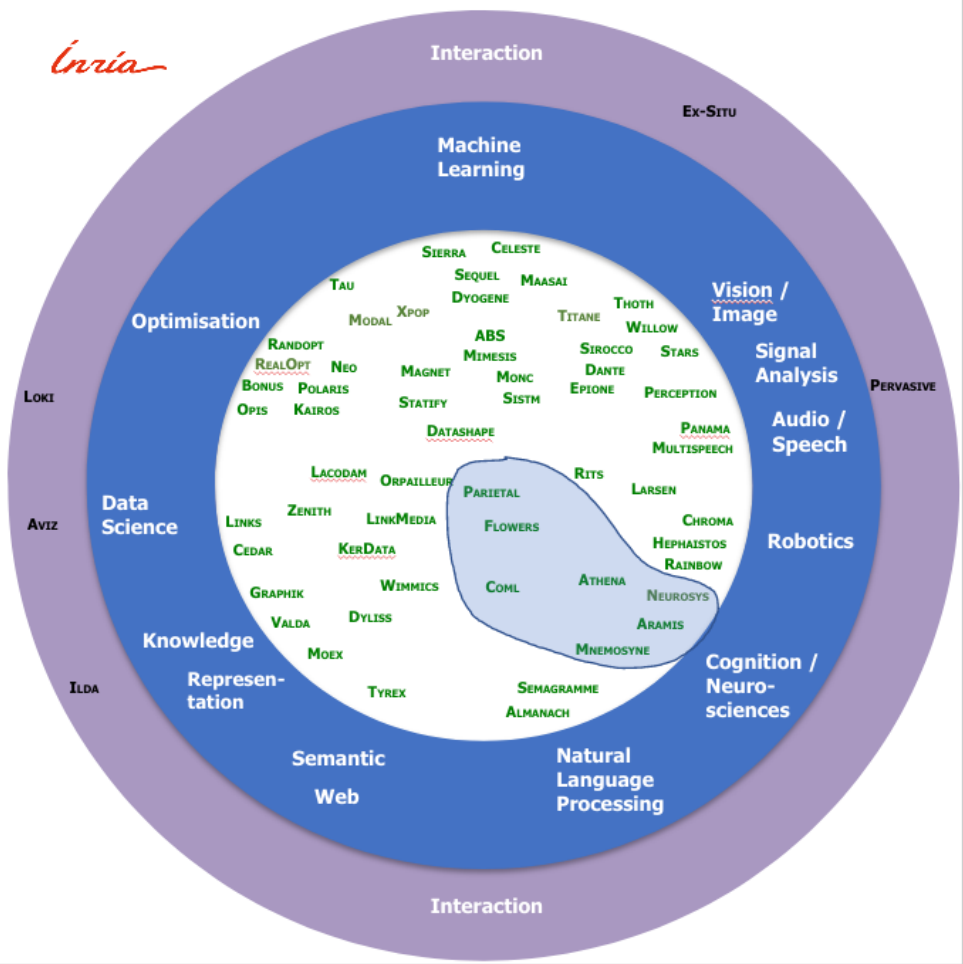 Inria
Interaction
Ex-Situ
Machine
Learning
Sierra
Celeste
Sequel
Maasai
Tau
Dyogene
Thoth
Vision /
Image
Modal
Xpop
Titane
Willow
Optimisation
ABS
Randopt
Mimesis
Sirocco
Stars
Signal
Analysis
RealOpt
Neo
Magnet
Monc
Dante
Bonus
Polaris
Sistm
Epione
Perception
Pervasive
Loki
Opis
Kairos
Statify
Audio /
Speech
Datashape
Panama
Multispeech
Lacodam
Orpailleur
Parietal
Rits
Larsen
Data
Science
Zenith
Links
LinkMedia
Flowers
Chroma
Aviz
Cedar
KerData
Hephaistos
Robotics
Rainbow
Graphik
Wimmics
Coml
Athena
Neurosys
Valda
Dyliss
Aramis
Knowledge
Represen-
tation
Moex
Mnemosyne
Cognition /
Neuro-
sciences
Ilda
Tyrex
Semagramme
Almanach
Semantic
Web
Natural
Language
Processing
Interaction